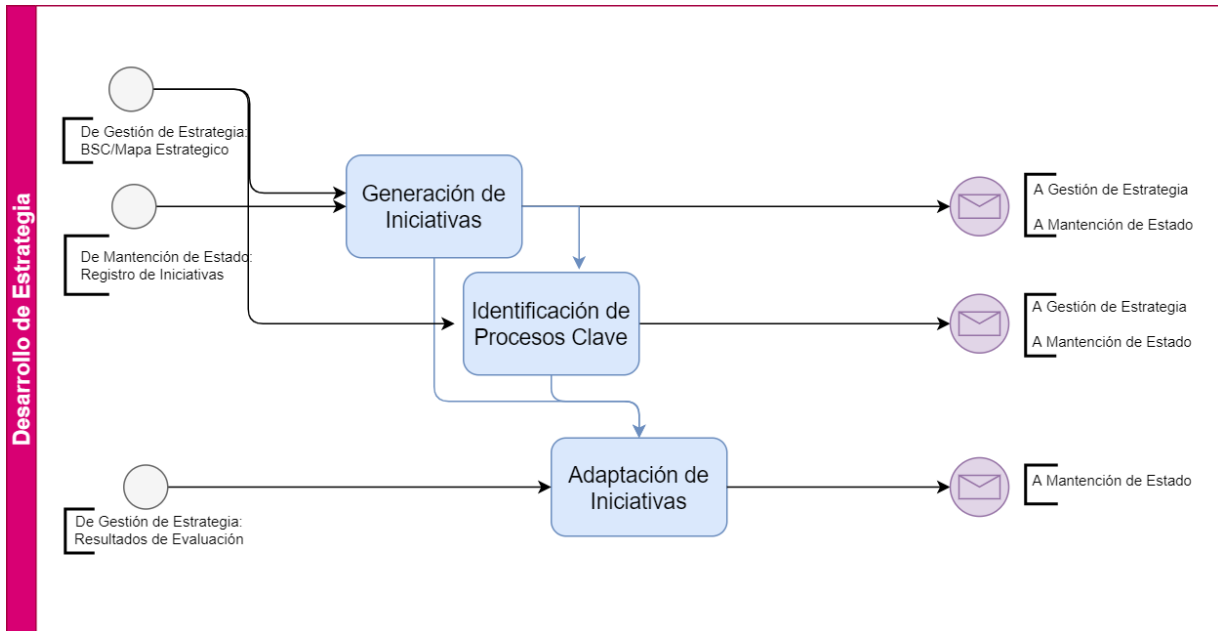 Desarrollo de Estrategia
De Gestión de Estrategia:
BSC/Mapa Estrategico
Generación de
Iniciativas
A Gestión de Estrategia
A Mantención de Estado
De Mantención de Estado:
Registro de Iniciativas
Identificación de
Procesos Clave
A Gestión de Estrategia
A Mantención de Estado
Adaptación de
Iniciativas
A Mantención de Estado
De Gestión de Estrategia:
Resultados de Evaluación